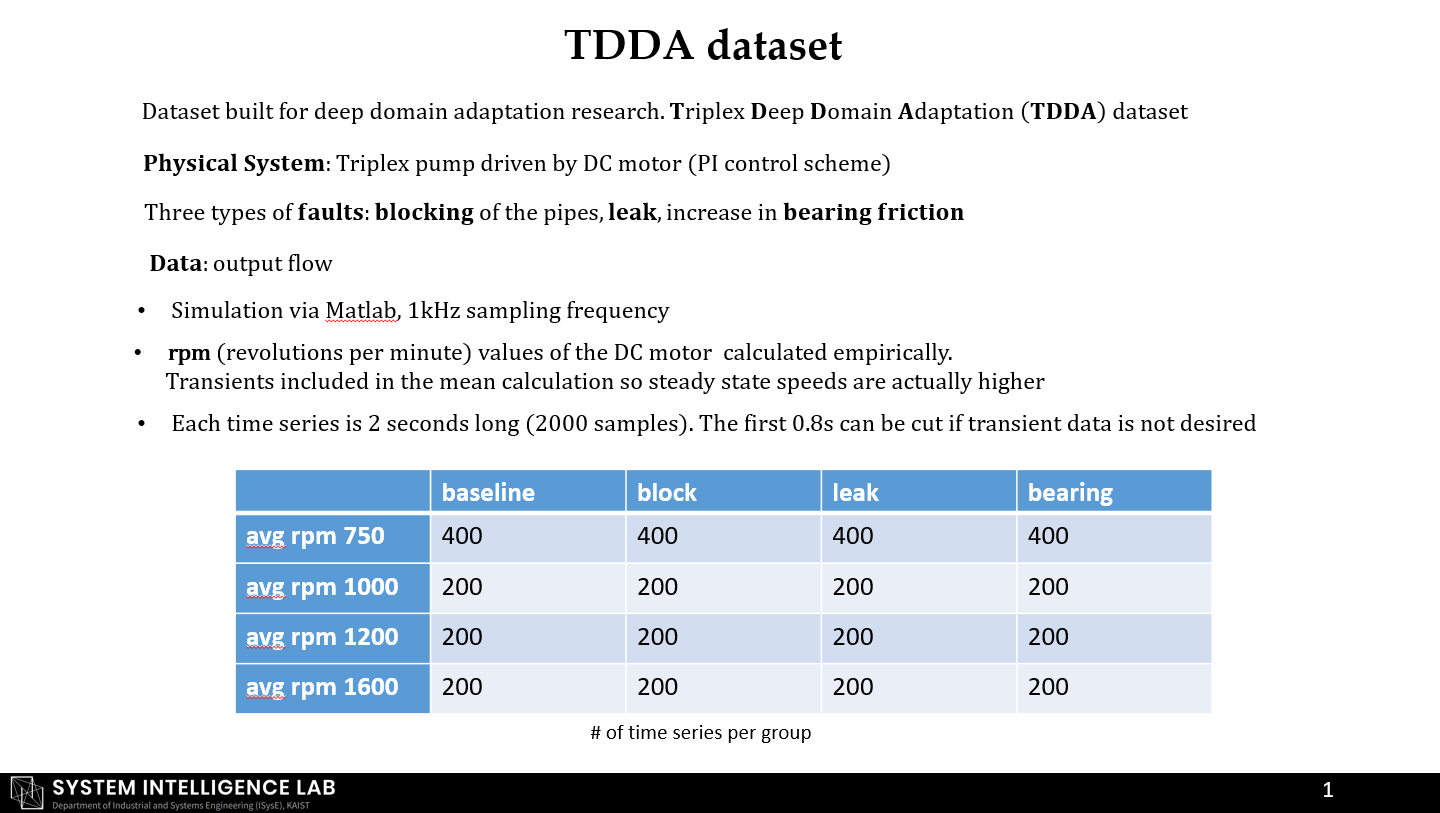 TDDA dataset
Dataset built for deep domain adaptation research. Triplex Deep Domain Adaptation (TDDA) dataset
Physical System: Triplex pump driven by DC motor (PI control scheme)
Three types of faults: blocking of the pipes, leak, increase in bearing friction
Data: output flow
• Simulation via Matlab, 1kHz sampling frequency
• rpm (revolutions per minute) values of the DC motor calculated empirically.
Transients included in the mean calculation so steady state speeds are actually higher
• Each time series is 2 seconds long (2000 samples). The first 0.8s can be cut if transient data is not desired
baseline block leak bearing
avg rpm 750 400 400 400 400
avg rpm 1000 200 200 200 200
avg rpm 1200 200 200 200 200
avg rpm 1600 200 200 200 200
# of time series per group
SYSTEM INTELLIGENCE LAB
Department of Industrial and Systems Engineering (ISysE), KAIST
1